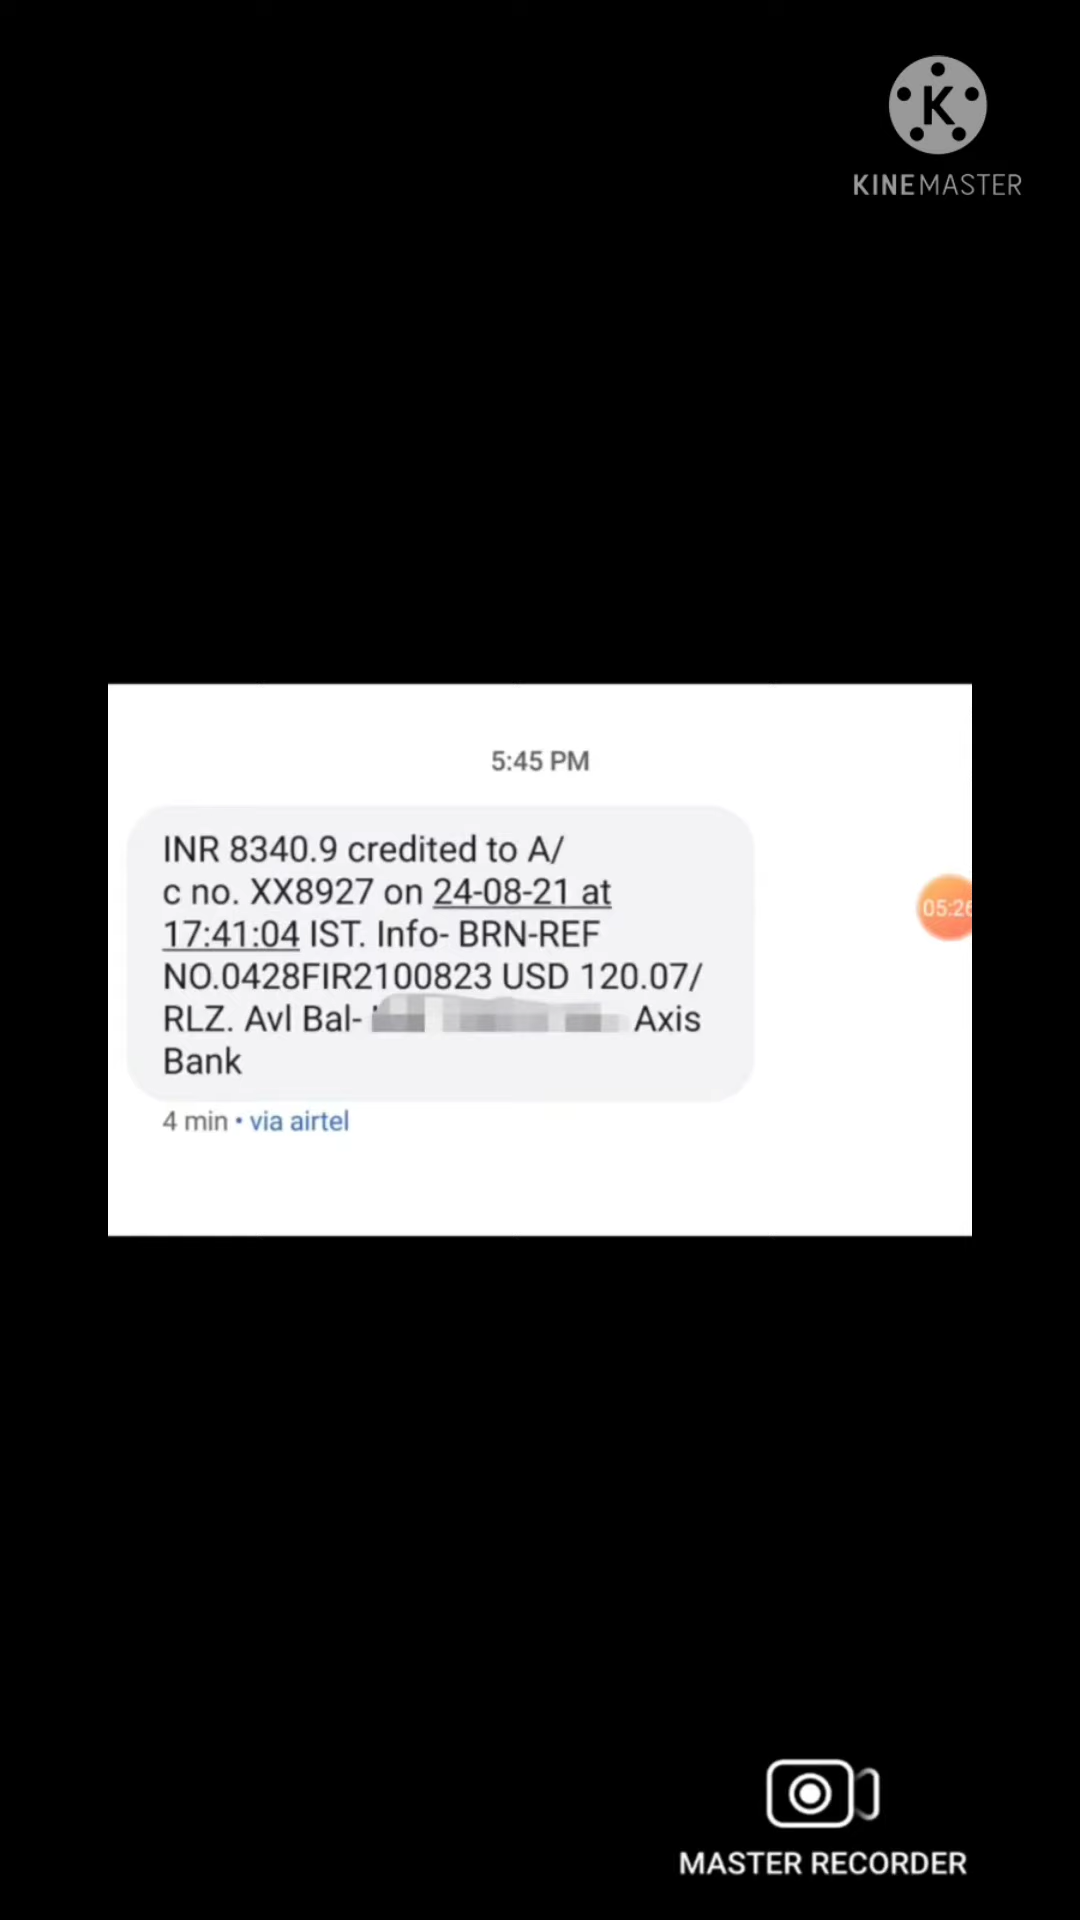 K
KINEMASTER
5:45 PM
INR 8340.9 credited to A/
c no. XX8927 on 24-08-21 at
17:41:04 IST. Info- BRN-REF
NO.0428FIR2100823 USD 120.07/
RLZ. Avl Bal- Axis
Bank
05:26
4 min • via airtel
MASTER RECORDER